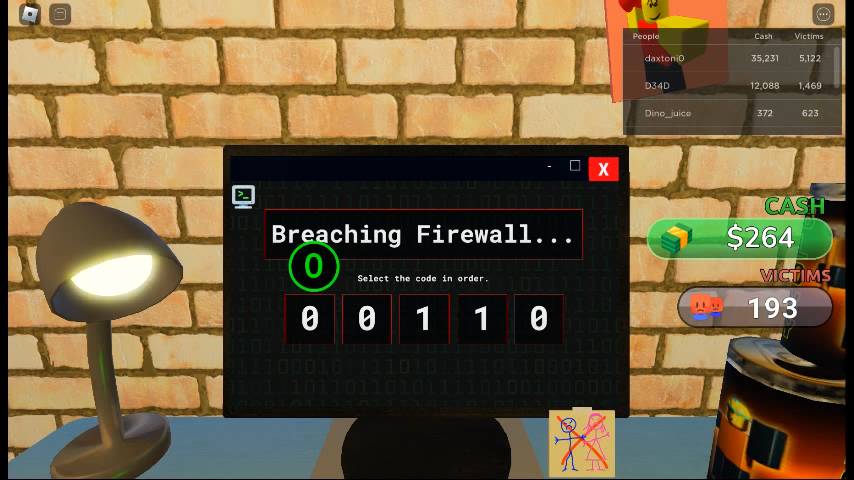 People Cash Victims
daxtoni0 35,231 5,122
D34D 12,088 1,469
Dino_juice 372 623
- □ X
>_
Breaching Firewall...
0
Select the code in order.
0 0 1 1 0
CASH
$264
VICTIMS
193